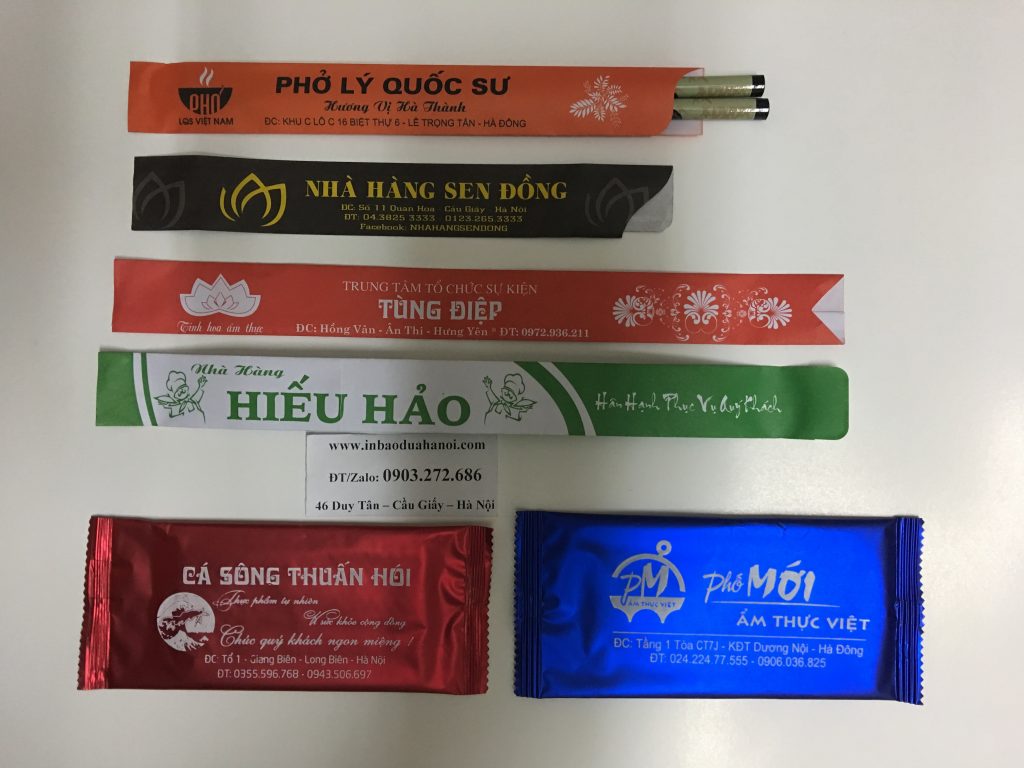 PHỞ
LQS VIỆT NAM
PHỞ LÝ QUỐC SƯ
Hương Vị Hà Thành
ĐC: KHU C LÔ C 16 BIỆT THỰ 6 - LÊ TRỌNG TẤN - HÀ ĐÔNG
NHÀ HÀNG SEN ĐỒNG
ĐC: Số 11 Quan Hoa - Cầu Giấy - Hà Nội
ĐT: 04.3825 3333 - 0123.265.3333
Facebook: NHAHANGSENDONG
Tinh hoa ẩm thực
TRUNG TÂM TỔ CHỨC SỰ KIỆN
TÙNG ĐIỆP
ĐC: Hồng Vân - Ân Thi - Hưng Yên * ĐT: 0972.936.211
Nhà Hàng
HIẾU HẢO
Hân Hạnh Phục Vụ Quý Khách
www.inbaoduahanoi.com
ĐT/Zalo: 0903.272.686
46 Duy Tân – Cầu Giấy – Hà Nội
CÁ SÔNG THUẤN HÓI
Thực phẩm tự nhiên
Vì sức khỏe cộng đồng
Chúc quý khách ngon miệng !
ĐC: Tổ 1 - Giang Biên - Long Biên - Hà Nội
ĐT: 0355.596.768 - 0943.506.697
PM
ẨM THỰC VIỆT
Phố MỚI
ẨM THỰC VIỆT
ĐC: Tầng 1 Tòa CT7J - KĐT Dương Nội - Hà Đông
ĐT: 024.224 77.555 - 0906.036.825